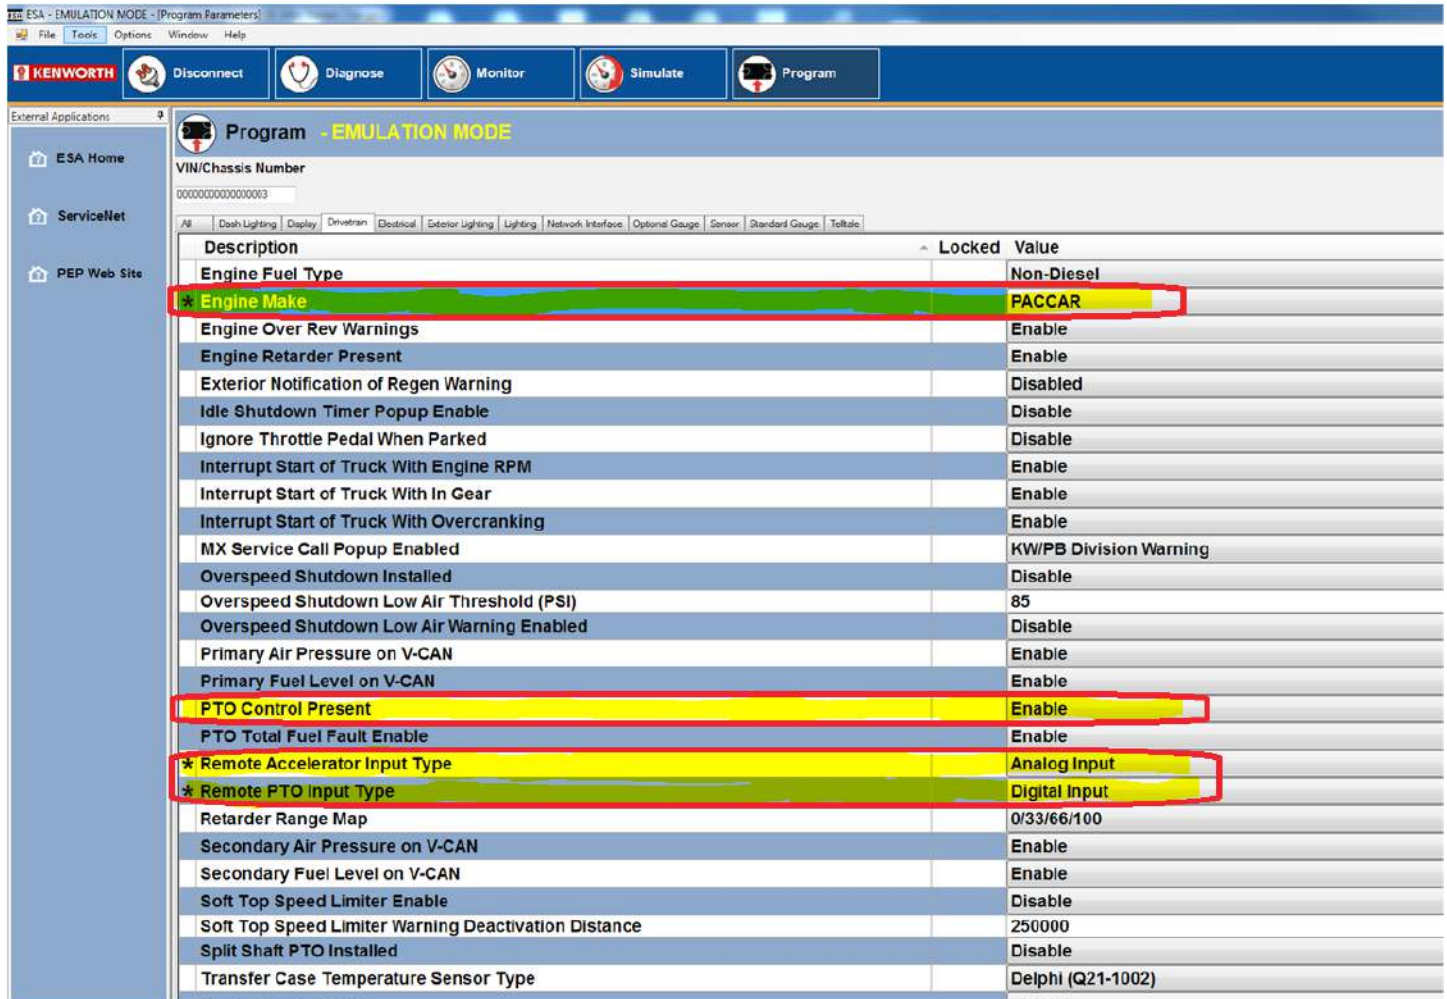 ESA - EMULATION MODE - [Program Parameters]
File Tools Options Window Help
KENWORTH Disconnect Diagnose Monitor Simulate Program
External Applications
ESA Home
ServiceNet
PEP Web Site
Program - EMULATION MODE
VIN/Chassis Number
00000000000000003
All Dash Lighting Display Drivetrain Electrical Exterior Lighting Lighting Network Interface Optional Gauge Sensor Standard Gauge Telltale
Description Locked Value
Engine Fuel Type Non-Diesel
* Engine Make PACCAR
Engine Over Rev Warnings Enable
Engine Retarder Present Enable
Exterior Notification of Regen Warning Disabled
Idle Shutdown Timer Popup Enable Disable
Ignore Throttle Pedal When Parked Disable
Interrupt Start of Truck With Engine RPM Enable
Interrupt Start of Truck With In Gear Enable
Interrupt Start of Truck With Overcranking Enable
MX Service Call Popup Enabled KW/PB Division Warning
Overspeed Shutdown Installed Disable
Overspeed Shutdown Low Air Threshold (PSI) 85
Overspeed Shutdown Low Air Warning Enabled Disable
Primary Air Pressure on V-CAN Enable
Primary Fuel Level on V-CAN Enable
PTO Control Present Enable
PTO Total Fuel Fault Enable Enable
* Remote Accelerator Input Type Analog Input
* Remote PTO Input Type Digital Input
Retarder Range Map 0/33/66/100
Secondary Air Pressure on V-CAN Enable
Secondary Fuel Level on V-CAN Enable
Soft Top Speed Limiter Enable Disable
Soft Top Speed Limiter Warning Deactivation Distance 250000
Split Shaft PTO Installed Disable
Transfer Case Temperature Sensor Type Delphi (Q21-1002)